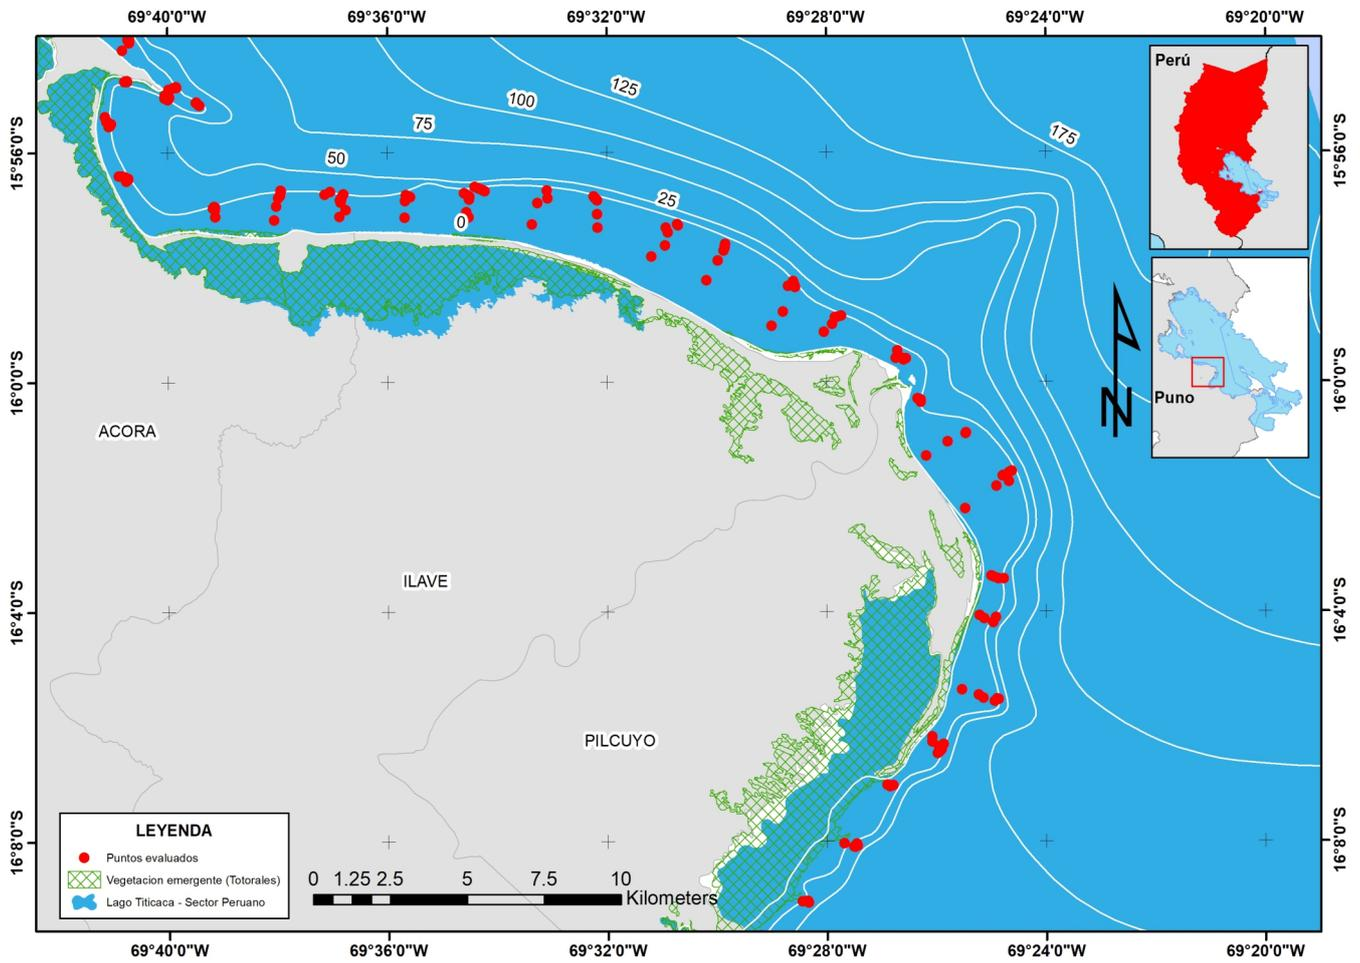 69°40'0"W 69°36'0"W 69°32'0"W 69°28'0"W 69°24'0"W 69°20'0"W
Perú
125
100
175
75
50
15°56'0"S 15°56'0"S
25
0
16°0'0"S 16°0'0"S
Puno
N
ACORA
ILAVE
16°4'0"S 16°4'0"S
PILCUYO
16°8'0"S 16°8'0"S
LEYENDA
Puntos evaluados
Vegetacion emergente (Totorales)
Lago Titicaca - Sector Peruano
0 1.25 2.5 5 7.5 10
Kilometers
69°40'0"W 69°36'0"W 69°32'0"W 69°28'0"W 69°24'0"W 69°20'0"W